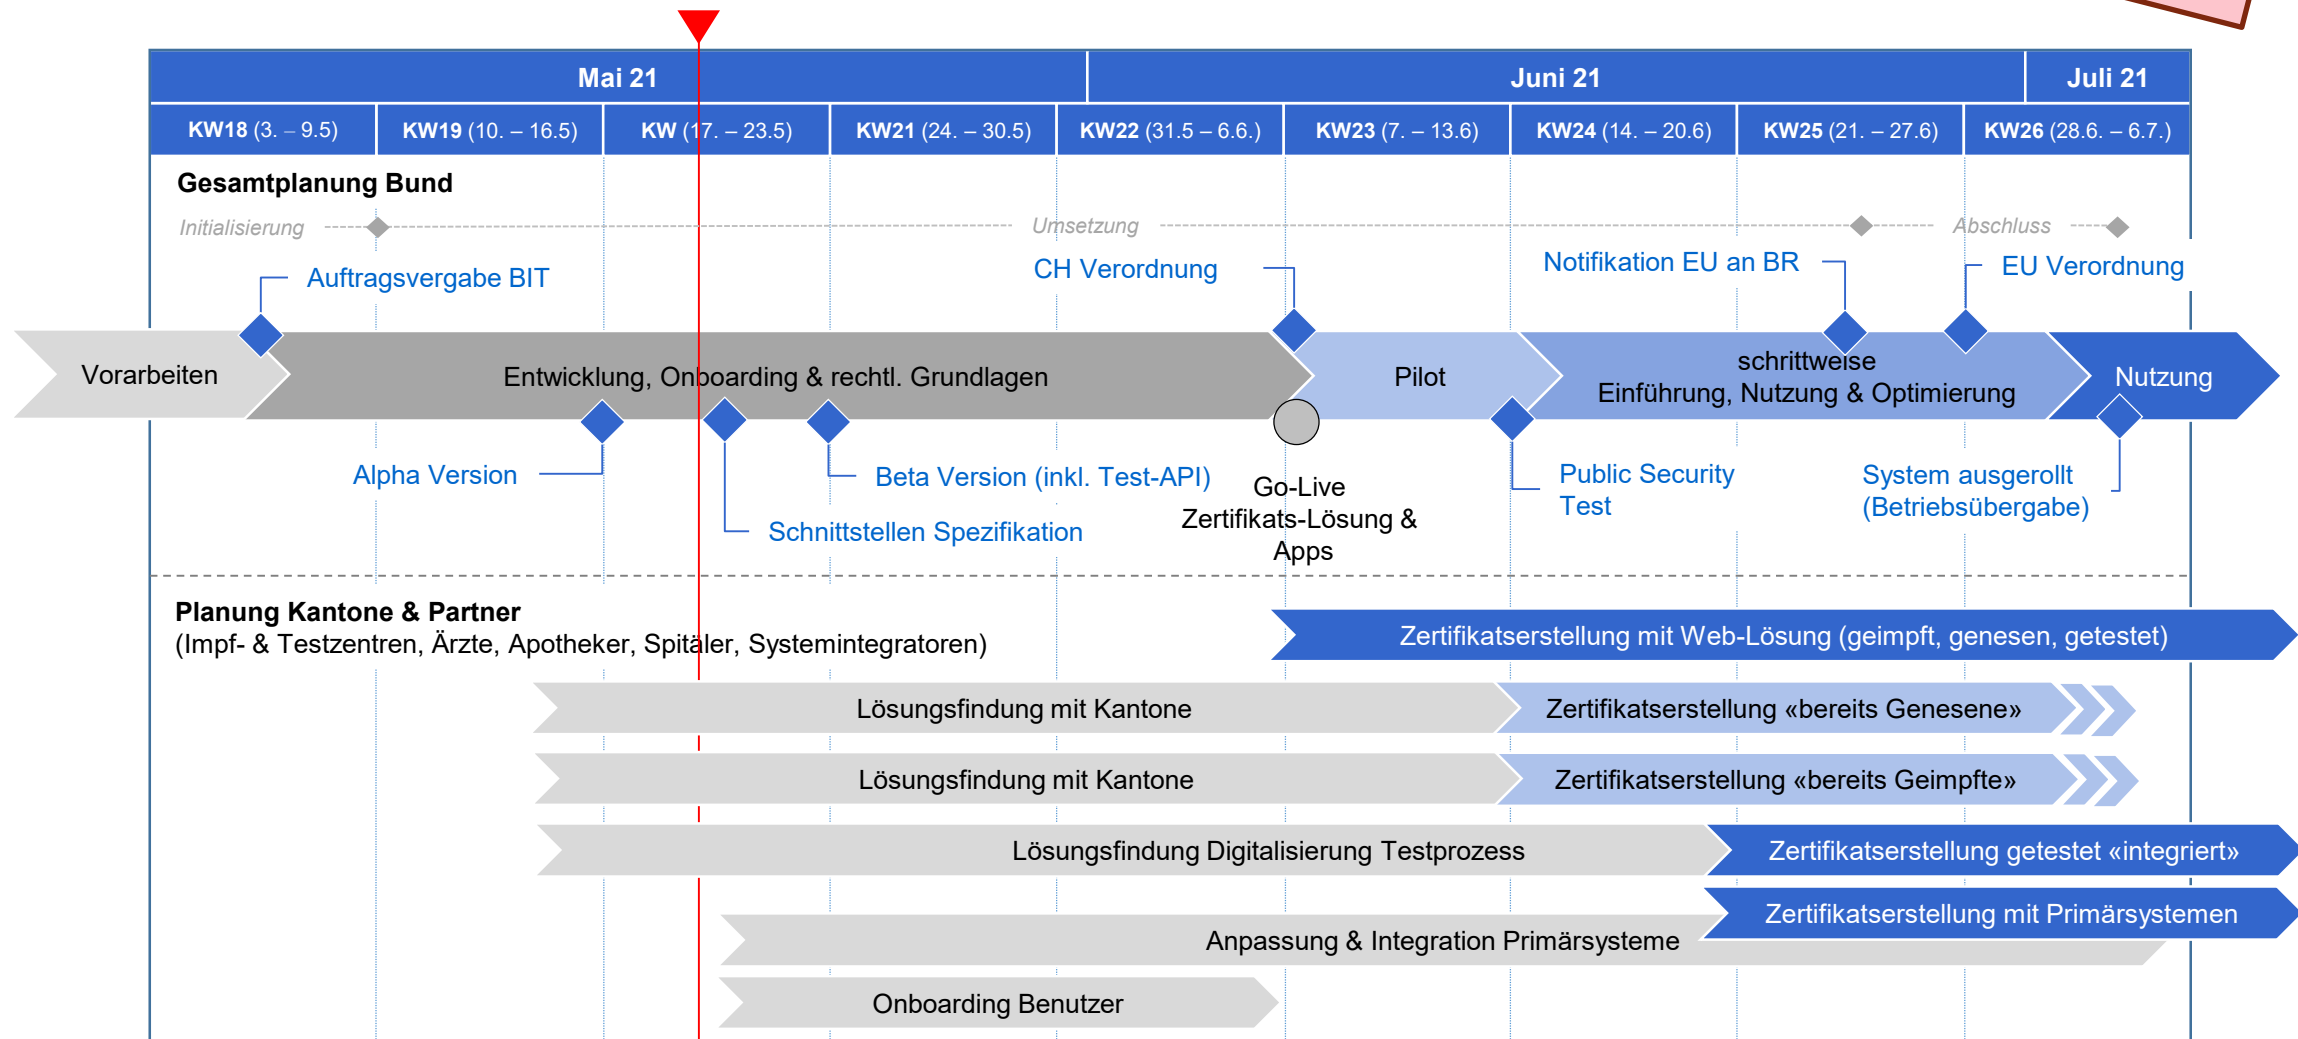 Mai 21
Juni 21
Juli 21
KW18 (3. – 9.5)
KW19 (10. – 16.5)
KW (17. – 23.5)
KW21 (24. – 30.5)
KW22 (31.5 – 6.6.)
KW23 (7. – 13.6)
KW24 (14. – 20.6)
KW25 (21. – 27.6)
KW26 (28.6. – 6.7.)
Gesamtplanung Bund
Initialisierung
Umsetzung
Abschluss
Auftragsvergabe BIT
CH Verordnung
Notifikation EU an BR
EU Verordnung
Vorarbeiten
Entwicklung, Onboarding & rechtl. Grundlagen
Pilot
schrittweise
Einführung, Nutzung & Optimierung
Nutzung
Alpha Version
Beta Version (inkl. Test-API)
Schnittstellen Spezifikation
Go-Live
Zertifikats-Lösung &
Apps
Public Security
Test
System ausgerollt
(Betriebsübergabe)
Planung Kantone & Partner
(Impf- & Testzentren, Ärzte, Apotheker, Spitäler, Systemintegratoren)
Zertifikatserstellung mit Web-Lösung (geimpft, genesen, getestet)
Lösungsfindung mit Kantone
Zertifikatserstellung «bereits Genesene»
Lösungsfindung mit Kantone
Zertifikatserstellung «bereits Geimpfte»
Lösungsfindung Digitalisierung Testprozess
Zertifikatserstellung getestet «integriert»
Zertifikatserstellung mit Primärsystemen
Anpassung & Integration Primärsysteme
Onboarding Benutzer